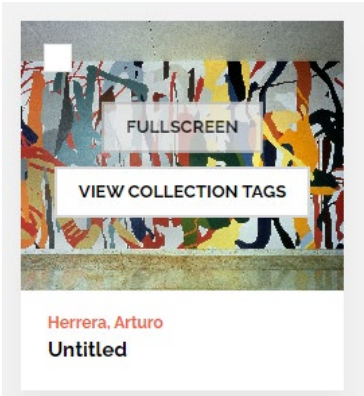 FULLSCREEN
VIEW COLLECTION TAGS
Herrera, Arturo
Untitled